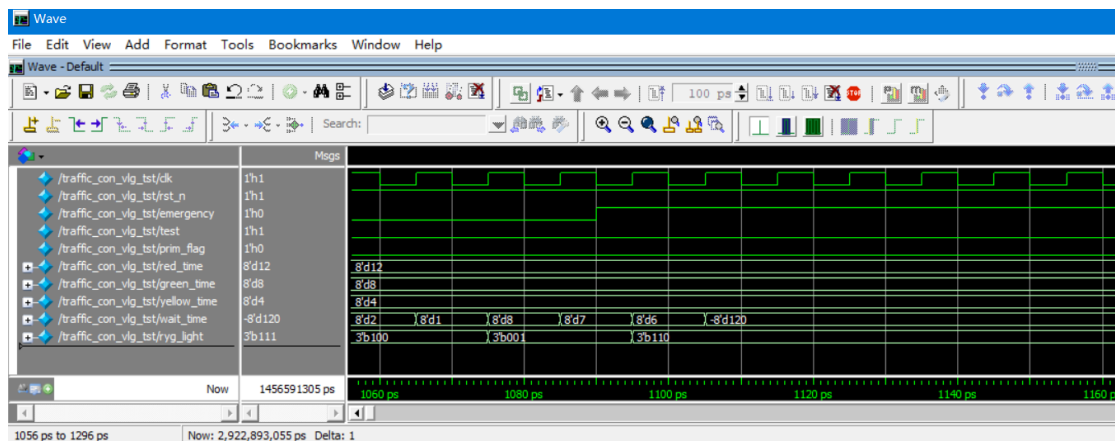 Wave
File Edit View Add Format Tools Bookmarks Window Help
Wave - Default
100 ps
STOP
Search:
Msgs
/traffic_con_vlg_tst/clk 1'h1
/traffic_con_vlg_tst/rst_n 1'h1
/traffic_con_vlg_tst/emergency 1'h0
/traffic_con_vlg_tst/test 1'h1
/traffic_con_vlg_tst/prim_flag 1'h0
/traffic_con_vlg_tst/red_time 8'd12 8'd12
/traffic_con_vlg_tst/green_time 8'd8 8'd8
/traffic_con_vlg_tst/yellow_time 8'd4 8'd4
/traffic_con_vlg_tst/wait_time -8'd120 8'd2 8'd1 8'd8 8'd7 8'd6 -8'd120
/traffic_con_vlg_tst/ryg_light 3'b111 3'b100 3'b001 3'b110
Now 1456591305 ps 1060 ps 1080 ps 1100 ps 1120 ps 1140 ps 1160 p
1056 ps to 1296 ps Now: 2,922,893,055 ps Delta: 1